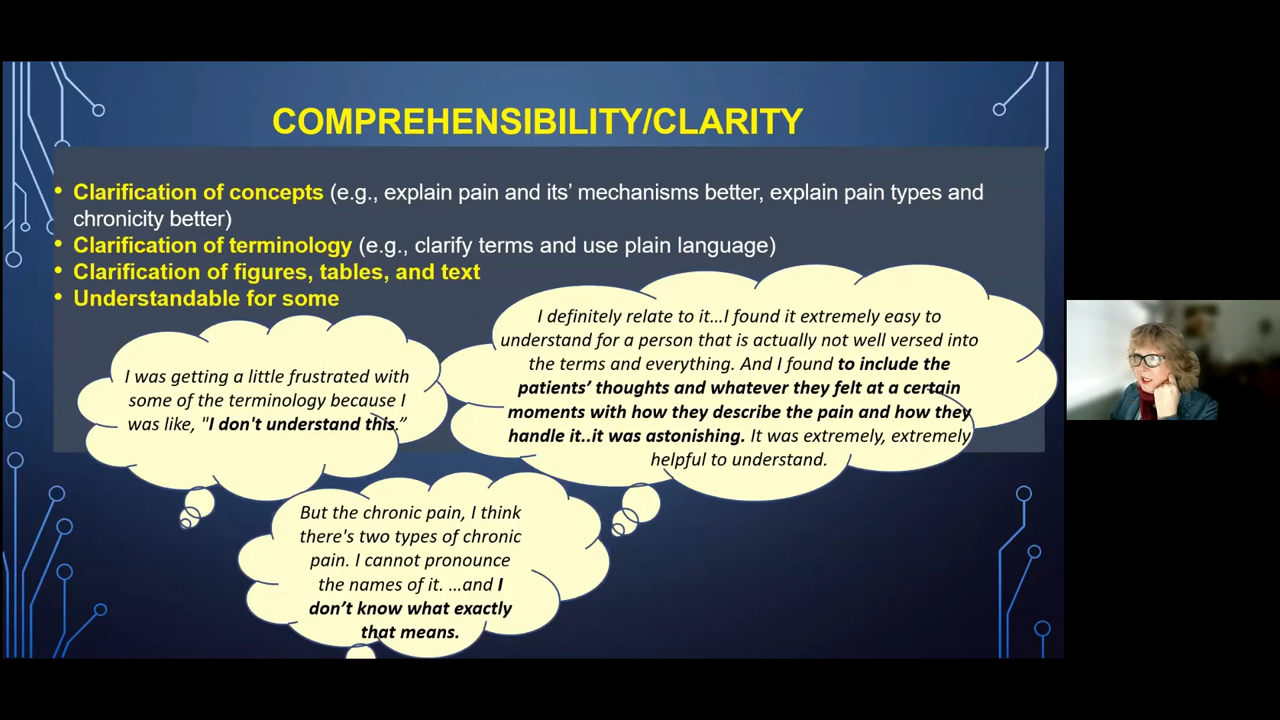 COMPREHENSIBILITY/CLARITY
• Clarification of concepts (e.g., explain pain and its’ mechanisms better, explain pain types and
chronicity better)
• Clarification of terminology (e.g., clarify terms and use plain language)
• Clarification of figures, tables, and text
• Understandable for some
I was getting a little frustrated with
some of the terminology because I
was like, "I don't understand this.”
I definitely relate to it…I found it extremely easy to
understand for a person that is actually not well versed into
the terms and everything. And I found to include the
patients’ thoughts and whatever they felt at a certain
moments with how they describe the pain and how they
handle it..it was astonishing. It was extremely, extremely
helpful to understand.
But the chronic pain, I think
there's two types of chronic
pain. I cannot pronounce
the names of it. …and I
don’t know what exactly
that means.